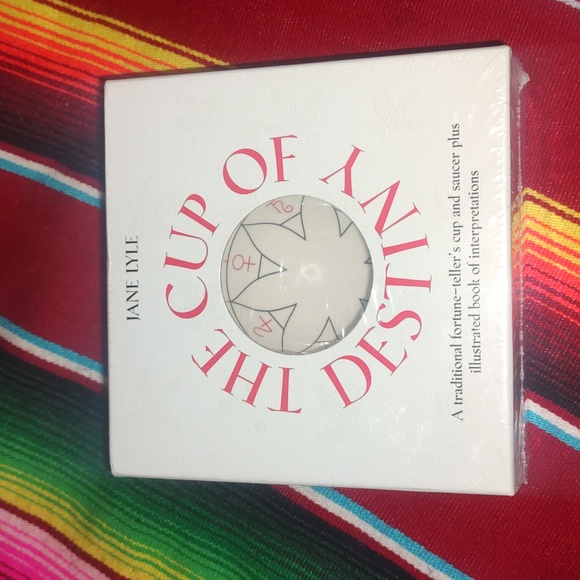 JANE LYLE
THE CUP OF DESTINY
A traditional fortune-teller's cup and saucer plus
illustrated book of interpretations